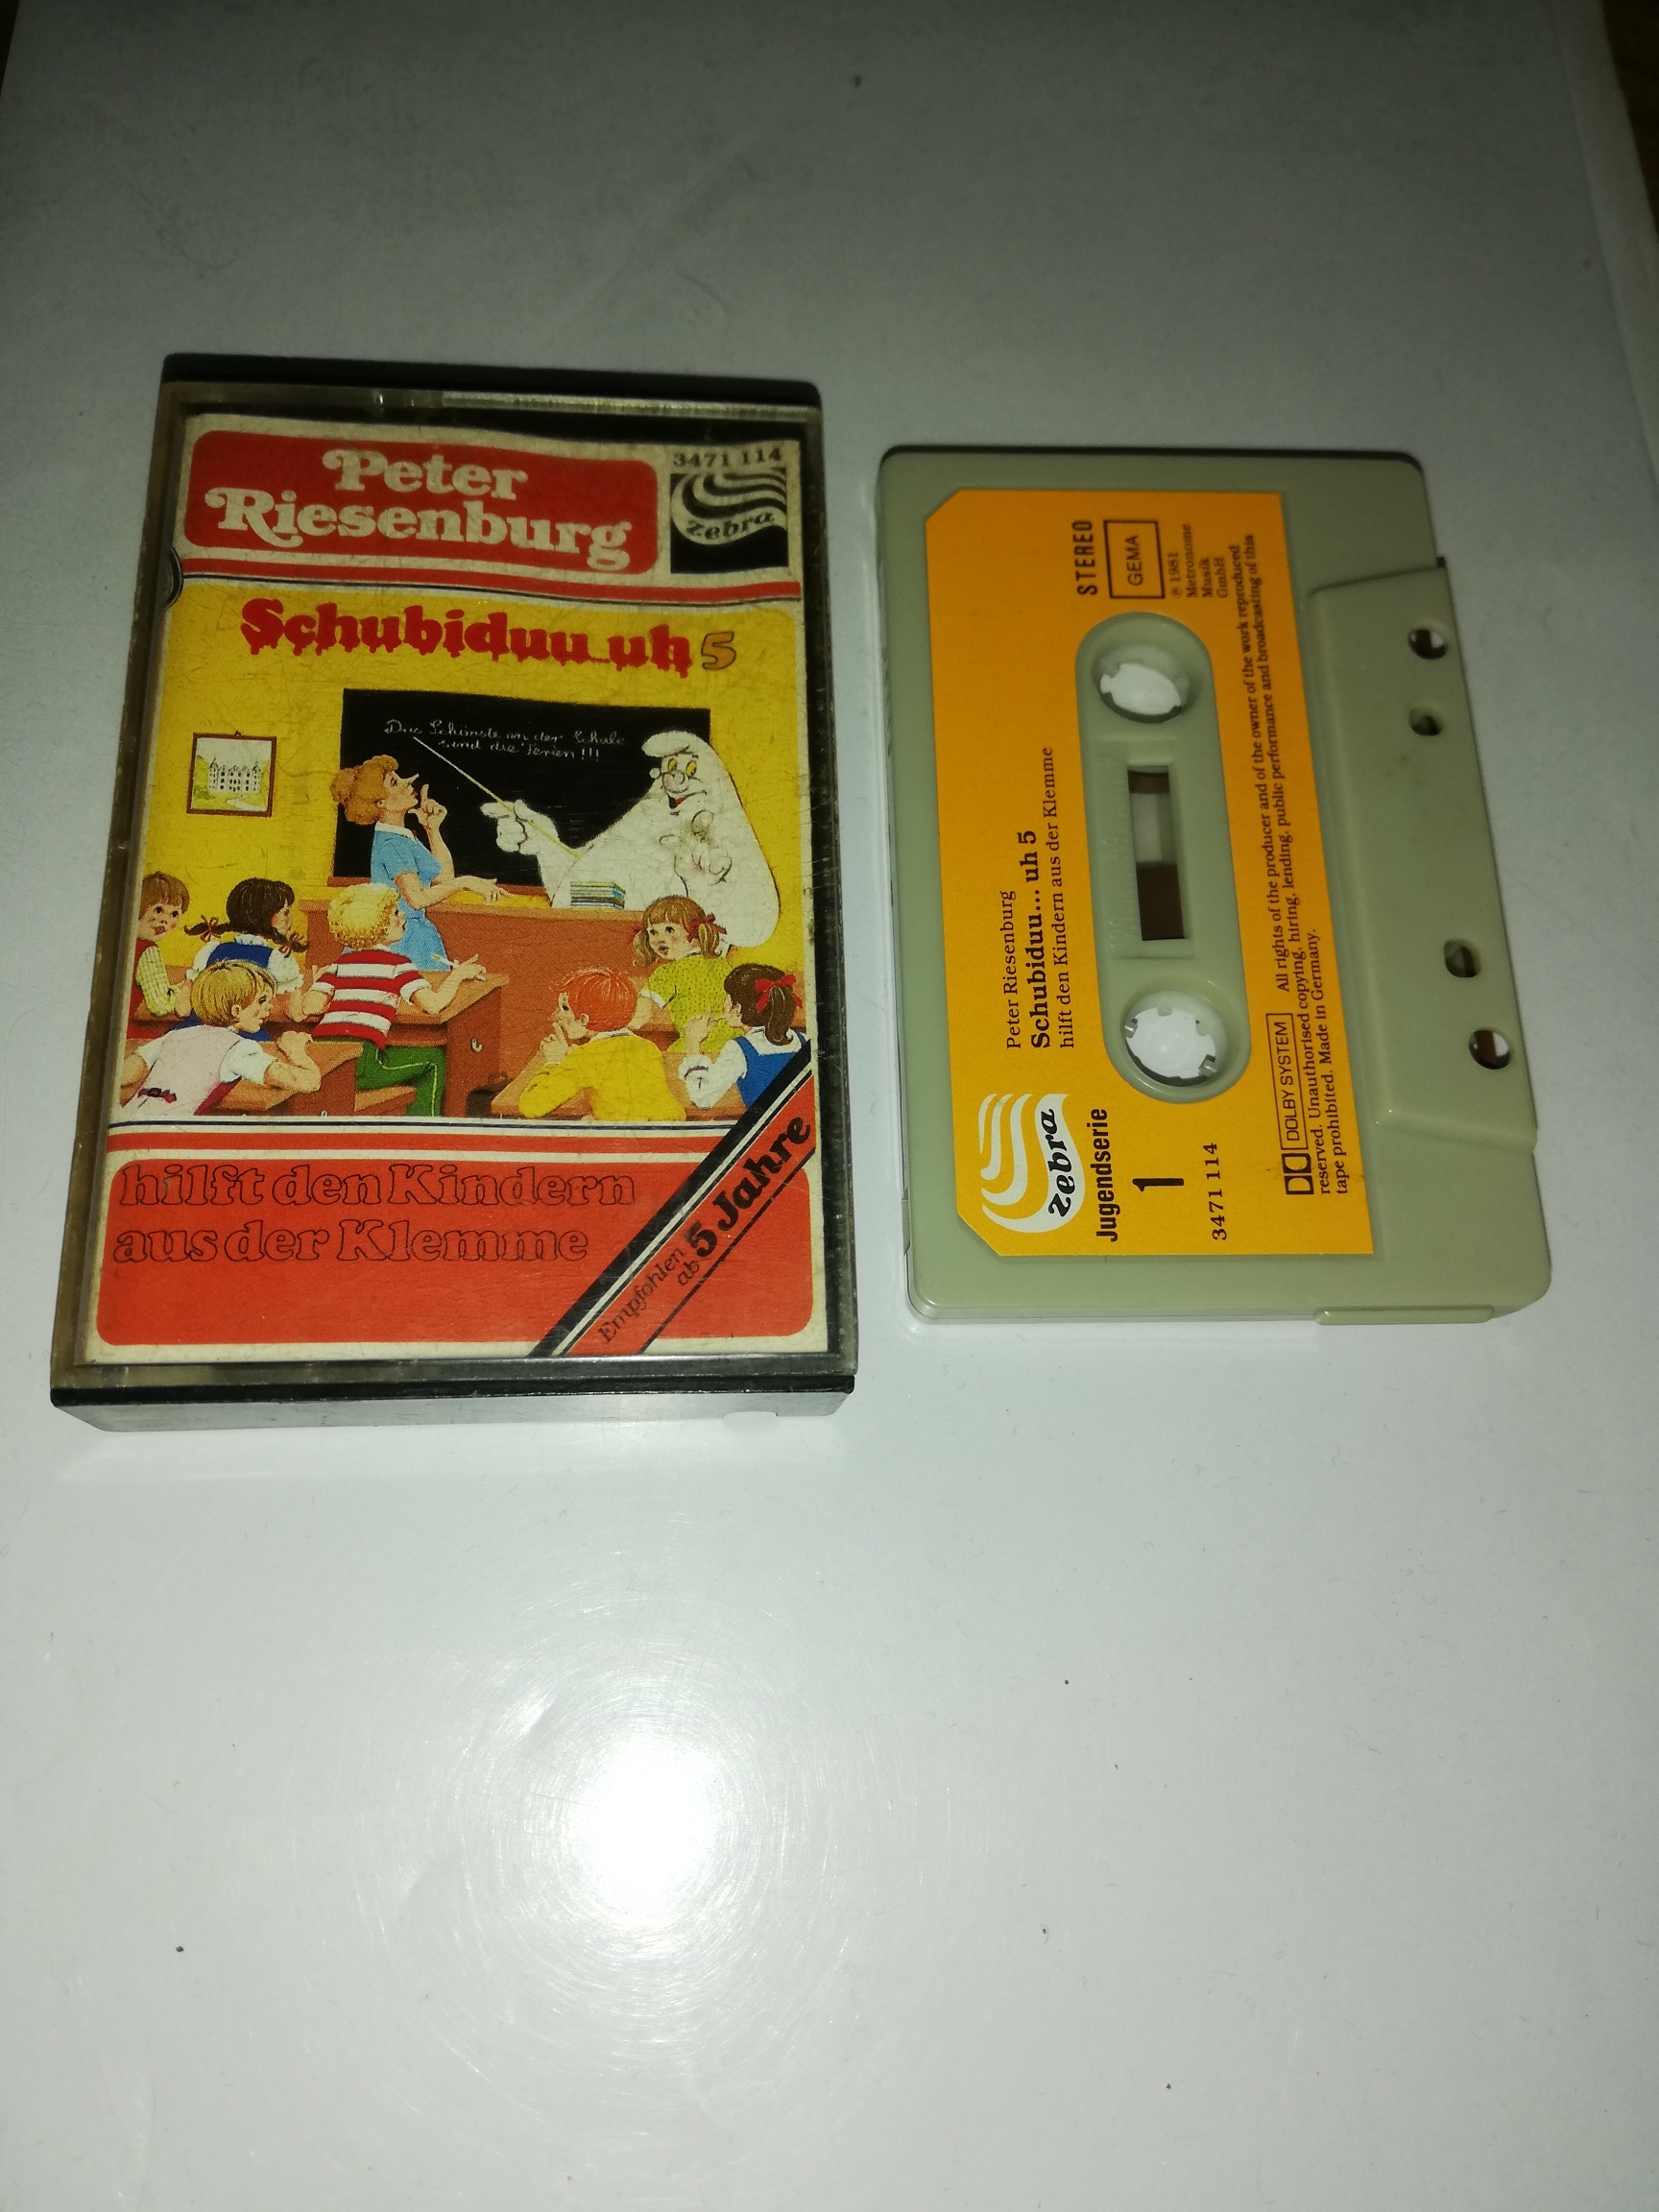 Peter
Riesenburg
3471 114
zebra
Schubiduu...uh 5
Das Schönste an der Schule
sind die Ferien!!!
hilft den Kindern
aus der Klemme
Empfohlen
ab 5 Jahre
zebra
Jugendserie
1
3471 114
Peter Riesenburg
Schubiduu... uh 5
hilft den Kindern aus der Klemme
STEREO
GEMA
℗ 1981
Metronome
Musik
GmbH
DOLBY SYSTEM
All rights of the producer and of the owner of the work reproduced
reserved. Unauthorised copying, hiring, lending, public performance and broadcasting of this
tape prohibited. Made in Germany.